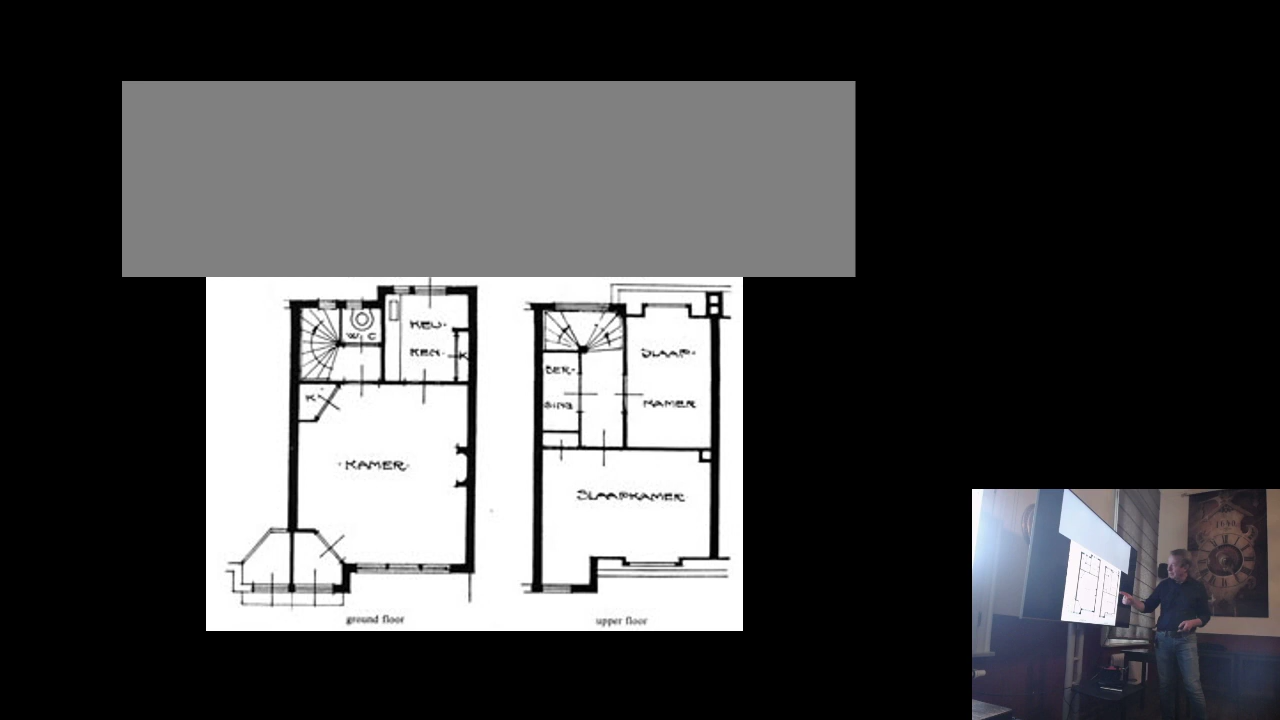 W C
KEU-
KEN-
K
K
·KAMER·
ground floor
SLAAP-
KAMER
BER-
GING
SLAAPKAMER
upper floor